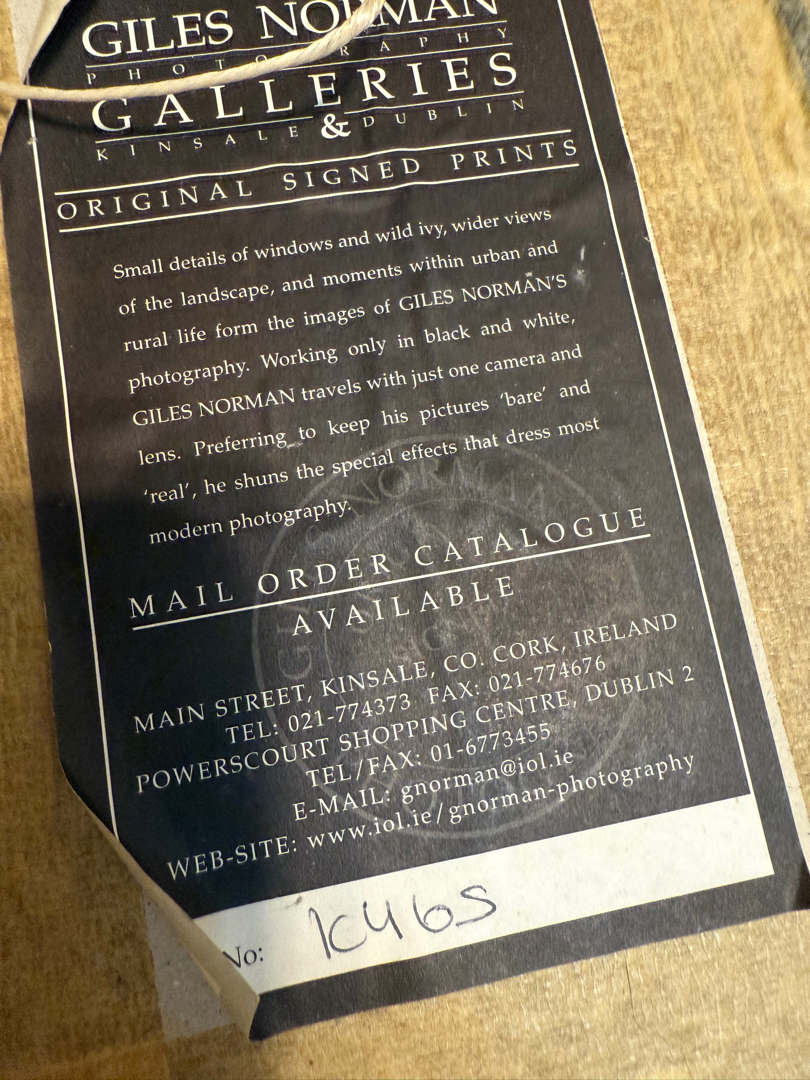 GILES NORMAN
PHOTOGRAPHY
GALLERIES
KINSALE & DUBLIN
ORIGINAL SIGNED PRINTS
Small details of windows and wild ivy, wider views
of the landscape, and moments within urban and
rural life form the images of GILES NORMAN'S
photography. Working only in black and white,
GILES NORMAN travels with just one camera and
lens. Preferring to keep his pictures 'bare' and
'real', he shuns the special effects that dress most
modern photography.
MAIL ORDER CATALOGUE
AVAILABLE
MAIN STREET, KINSALE, CO. CORK, IRELAND
TEL: 021-774373 FAX: 021-774676
POWERSCOURT SHOPPING CENTRE, DUBLIN 2
TEL/FAX: 01-6773455
E-MAIL: gnorman@iol.ie
WEB-SITE: www.iol.ie/gnorman-photography
No: